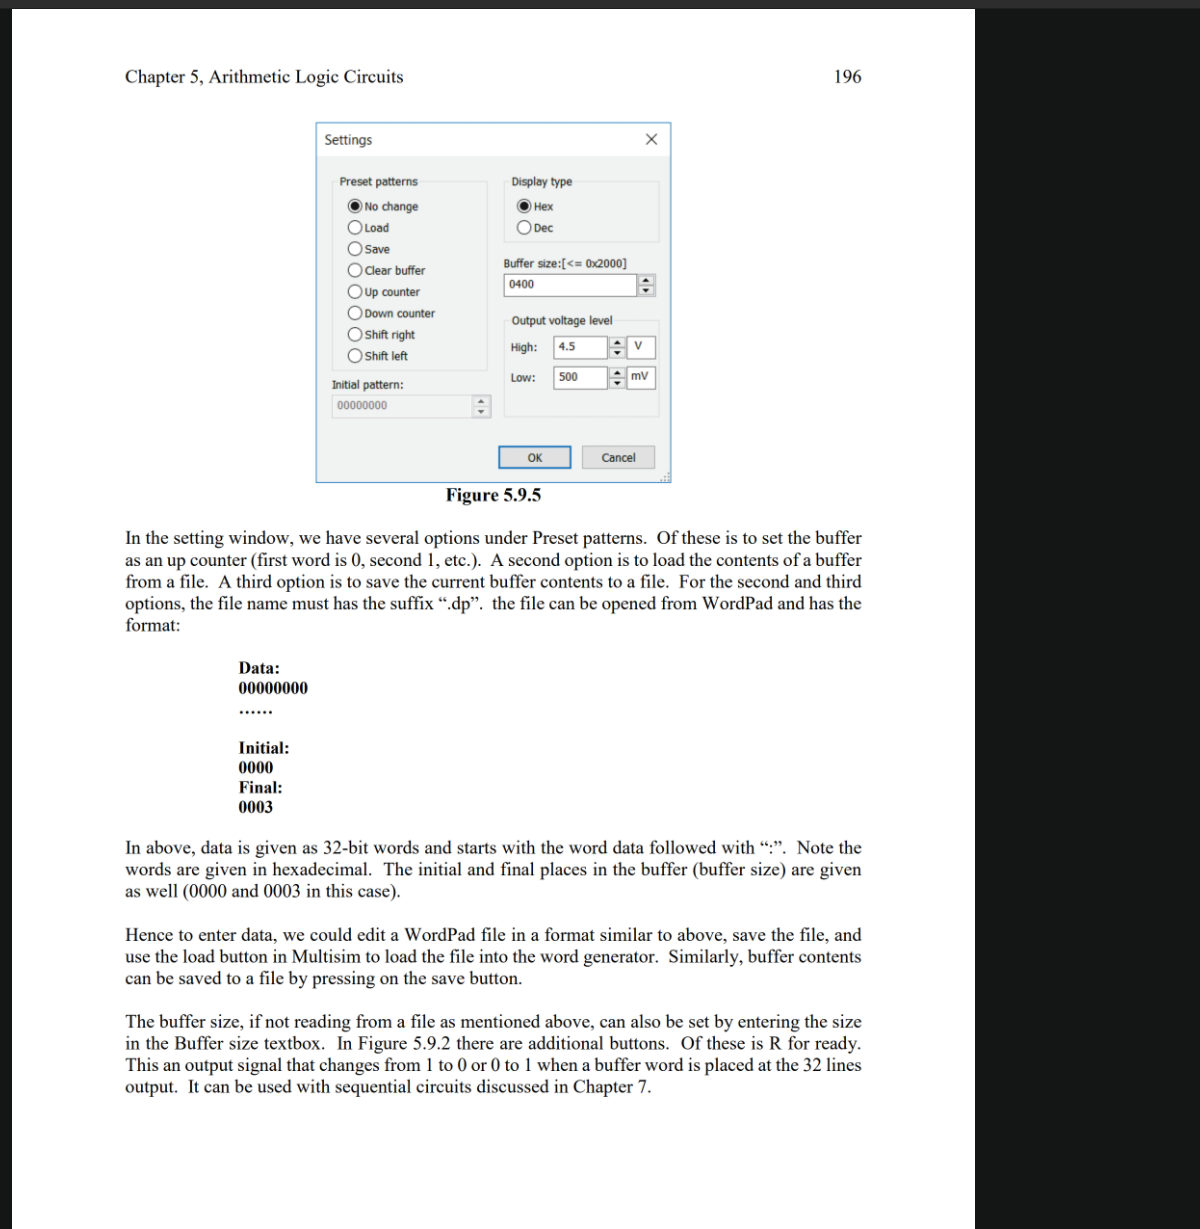 Chapter 5, Arithmetic Logic Circuits 196
Settings
Preset patterns
No change
Load
Save
Clear buffer
Up counter
Down counter
Shift right
Shift left
Initial pattern:
00000000
Display type
Hex
Dec
Buffer size:[<= 0x2000]
0400
Output voltage level
High: 4.5 V
Low: 500 mV
OK Cancel
Figure 5.9.5
In the setting window, we have several options under Preset patterns. Of these is to set the buffer
as an up counter (first word is 0, second 1, etc.). A second option is to load the contents of a buffer
from a file. A third option is to save the current buffer contents to a file. For the second and third
options, the file name must has the suffix “.dp”. the file can be opened from WordPad and has the
format:
Data:
00000000
......
Initial:
0000
Final:
0003
In above, data is given as 32-bit words and starts with the word data followed with “:”. Note the
words are given in hexadecimal. The initial and final places in the buffer (buffer size) are given
as well (0000 and 0003 in this case).
Hence to enter data, we could edit a WordPad file in a format similar to above, save the file, and
use the load button in Multisim to load the file into the word generator. Similarly, buffer contents
can be saved to a file by pressing on the save button.
The buffer size, if not reading from a file as mentioned above, can also be set by entering the size
in the Buffer size textbox. In Figure 5.9.2 there are additional buttons. Of these is R for ready.
This an output signal that changes from 1 to 0 or 0 to 1 when a buffer word is placed at the 32 lines
output. It can be used with sequential circuits discussed in Chapter 7.